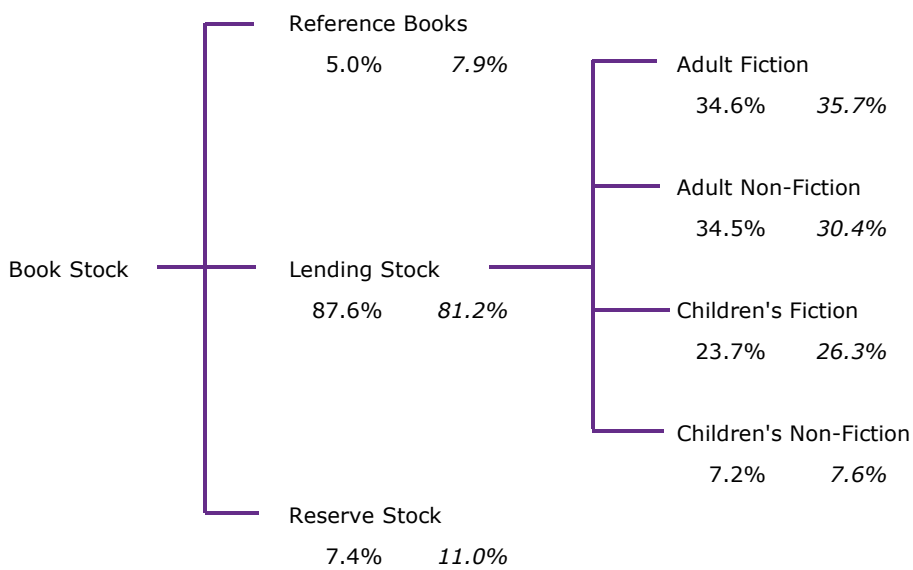 Reference Books
5.0% 7.9%
Adult Fiction
34.6% 35.7%
Adult Non-Fiction
34.5% 30.4%
Book Stock
Lending Stock
87.6% 81.2%
Children's Fiction
23.7% 26.3%
Children's Non-Fiction
7.2% 7.6%
Reserve Stock
7.4% 11.0%